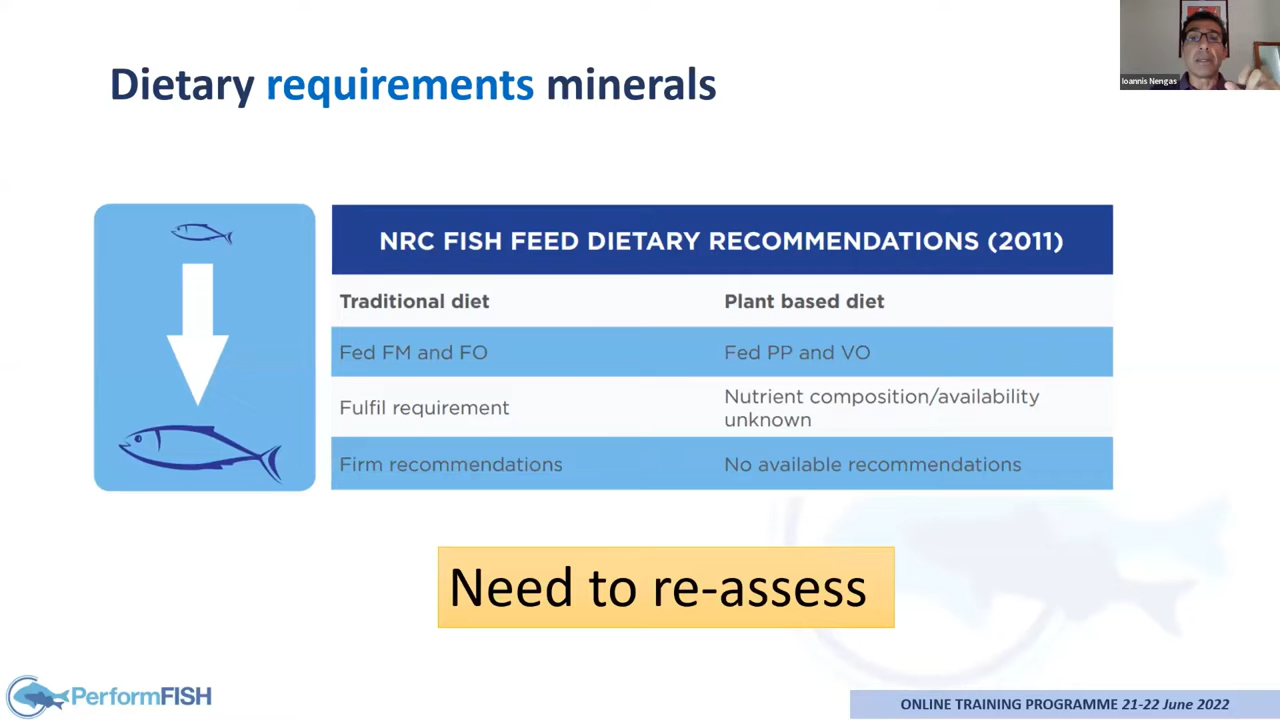 Dietary requirements minerals
Ioannis Nengas
NRC FISH FEED DIETARY RECOMMENDATIONS (2011)
Traditional diet
Plant based diet
Fed FM and FO
Fed PP and VO
Fulfil requirement
Nutrient composition/availability
unknown
Firm recommendations
No available recommendations
Need to re-assess
PerformFISH
ONLINE TRAINING PROGRAMME 21-22 June 2022